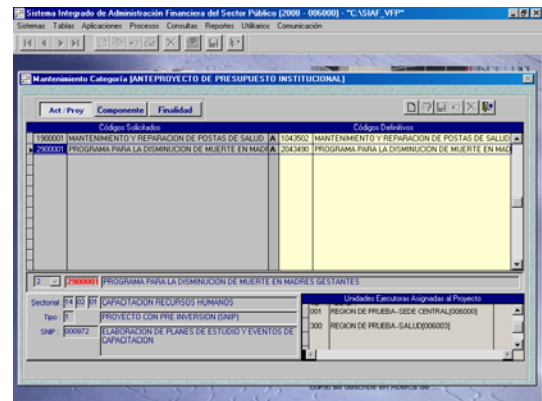 Sistema Integrado de Administración Financiera del Sector Público (2008 - 006000) - "C:\SIAF_VFP"
Sistemas Tablas Aplicaciones Procesos Consultas Reportes Utilitarios Comunicación
Mantenimiento Categoría [ANTEPROYECTO DE PRESUPUESTO INSTITUCIONAL]
Act / Proy Componente Finalidad
Códigos Solicitados Códigos Definitivos
1900001 MANTENIMIENTO Y REPARACION DE POSTAS DE SALUD A 1043502 MANTENIMIENTO Y REPARACION DE POSTAS DE SALUD
2900001 PROGRAMA PARA LA DISMINUCION DE MUERTE EN MADR A 2043490 PROGRAMA PARA LA DISMINUCION DE MUERTE EN MAD
2 2900001 PROGRAMA PARA LA DISMINUCION DE MUERTE EN MADRES GESTANTES
Sectorial 14 02 01 CAPACITACION RECURSOS HUMANOS
Tipo: 1 PROYECTO CON PRE INVERSION (SNIP)
SNIP: 000972 ELABORACION DE PLANES DE ESTUDIO Y EVENTOS DE CAPACITACION
Unidades Ejecutoras Asignadas al Proyecto
001 REGION DE PRUEBA-SEDE CENTRAL[006000]
300 REGION DE PRUEBA-SALUD[006003]